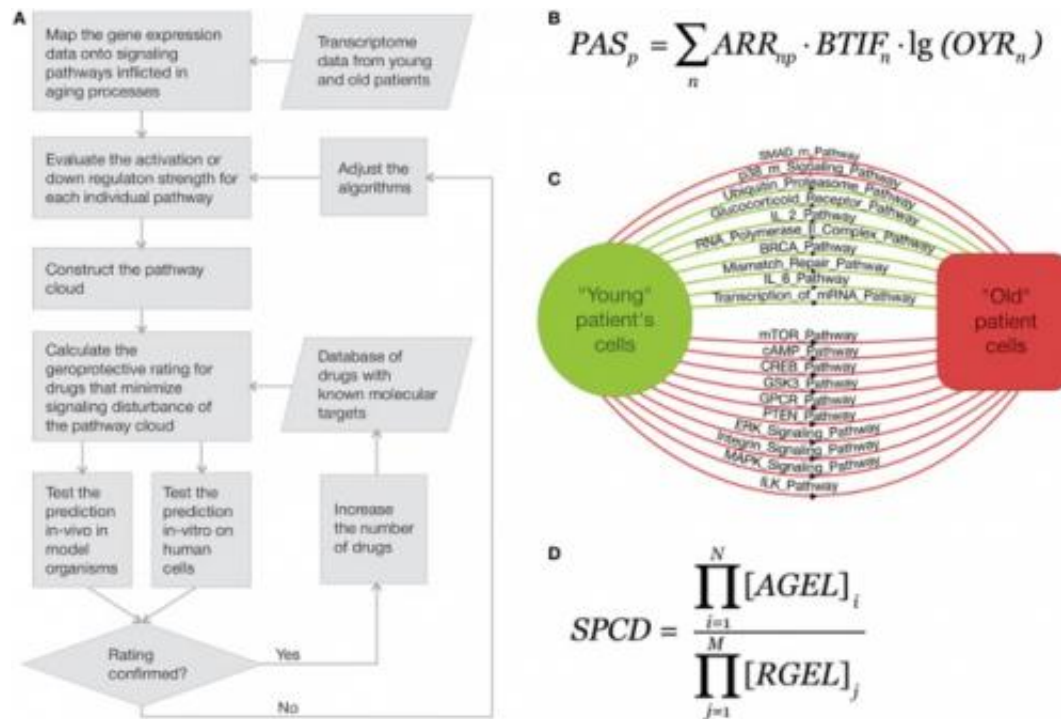 A
Map the gene expression
data onto signaling
pathways inflicted in
aging processes
Transcriptome
data from young
and old patients
Evaluate the activation or
down regulaton strength for
each individual pathway
Adjust the
algorithms
Construct the pathway
cloud
Calculate the
geroprotective rating for
drugs that minimize
signaling disturbance of
the pathway cloud
Database of
drugs with
known molecular
targets
Test the
prediction
in-vivo in
model
organisms
Test the
prediction
in-vitro on
human
cells
Increase
the number
of drugs
Rating
confirmed?
Yes
No
B
PAS_p = ∑_n ARR_np · BTIF_n · lg (OYR_n)
C
SMAD_m_Pathway
p38_m_Signaling_Pathway
Ubiquitin_Proteasome_Pathway
Glucocorticoid_Receptor_Pathway
IL_2_Pathway
RNA_Polymerase_II_Complex_Pathway
BRCA_Pathway
Mismatch_Repair_Pathway
IL_6_Pathway
Transcription_of_mRNA_Pathway
"Young"
patient's
cells
"Old"
patient
cells
mTOR_Pathway
cAMP_Pathway
CREB_Pathway
GSK3_Pathway
GPCR_Pathway
PTEN_Pathway
ERK_Signaling_Pathway
Integrin_Signaling_Pathway
MAPK_Signaling_Pathway
ILK_Pathway
D
SPCD = ∏_{i=1}^{N} [AGEL]_i / ∏_{j=1}^{M} [RGEL]_j